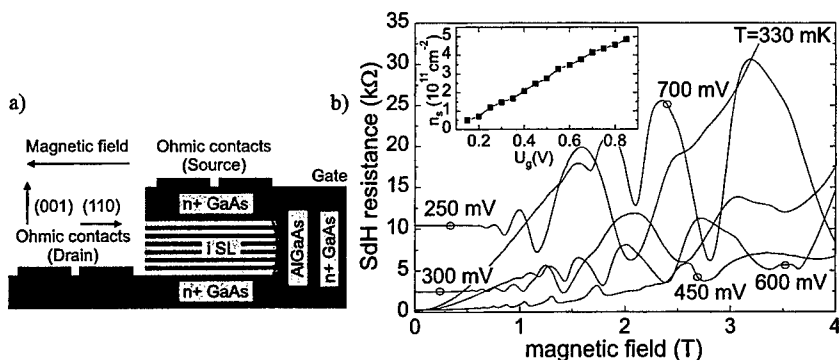 a)
Magnetic field
Ohmic contacts
(Source)
Gate
(001)
(110)
Ohmic contacts
(Drain)
n+ GaAs
i SL
AlGaAs
n+ GaAs
n+ GaAs
b)
SdH resistance (kΩ)
35
30
25
20
15
10
5
0
0
1
2
3
4
magnetic field (T)
n_s (10^11 cm^-2)
5
4
3
2
1
0
0.2
0.4
0.6
0.8
U_g(V)
T=330 mK
700 mV
250 mV
300 mV
450 mV
600 mV